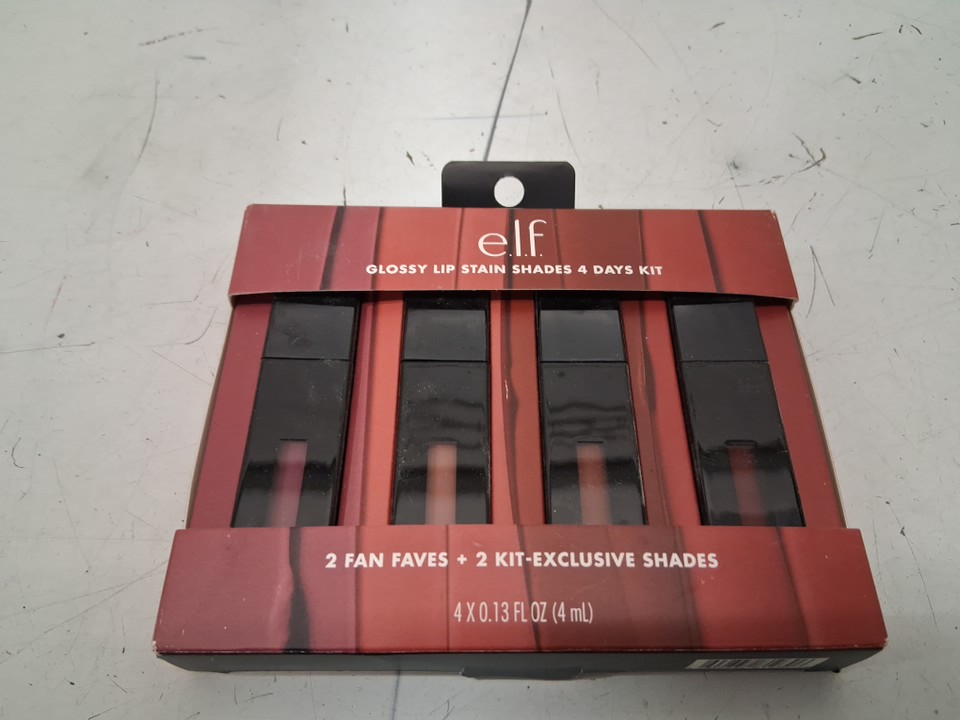 e.l.f.
GLOSSY LIP STAIN SHADES 4 DAYS KIT
2 FAN FAVES + 2 KIT-EXCLUSIVE SHADES
4 X 0.13 FL OZ (4 mL)